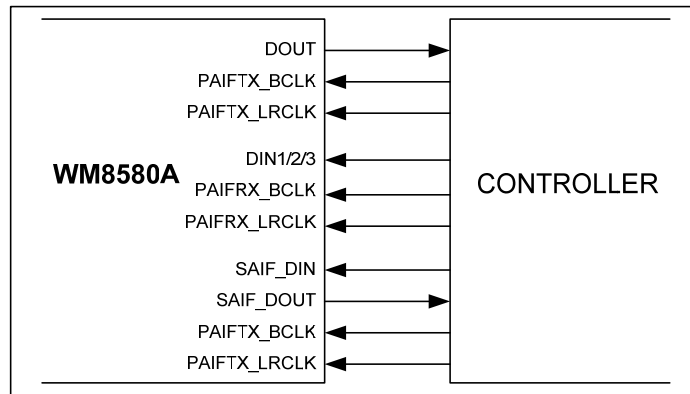 DOUT
PAIFTX_BCLK
PAIFTX_LRCLK
DIN1/2/3
WM8580A
PAIFRX_BCLK
CONTROLLER
PAIFRX_LRCLK
SAIF_DIN
SAIF_DOUT
PAIFTX_BCLK
PAIFTX_LRCLK